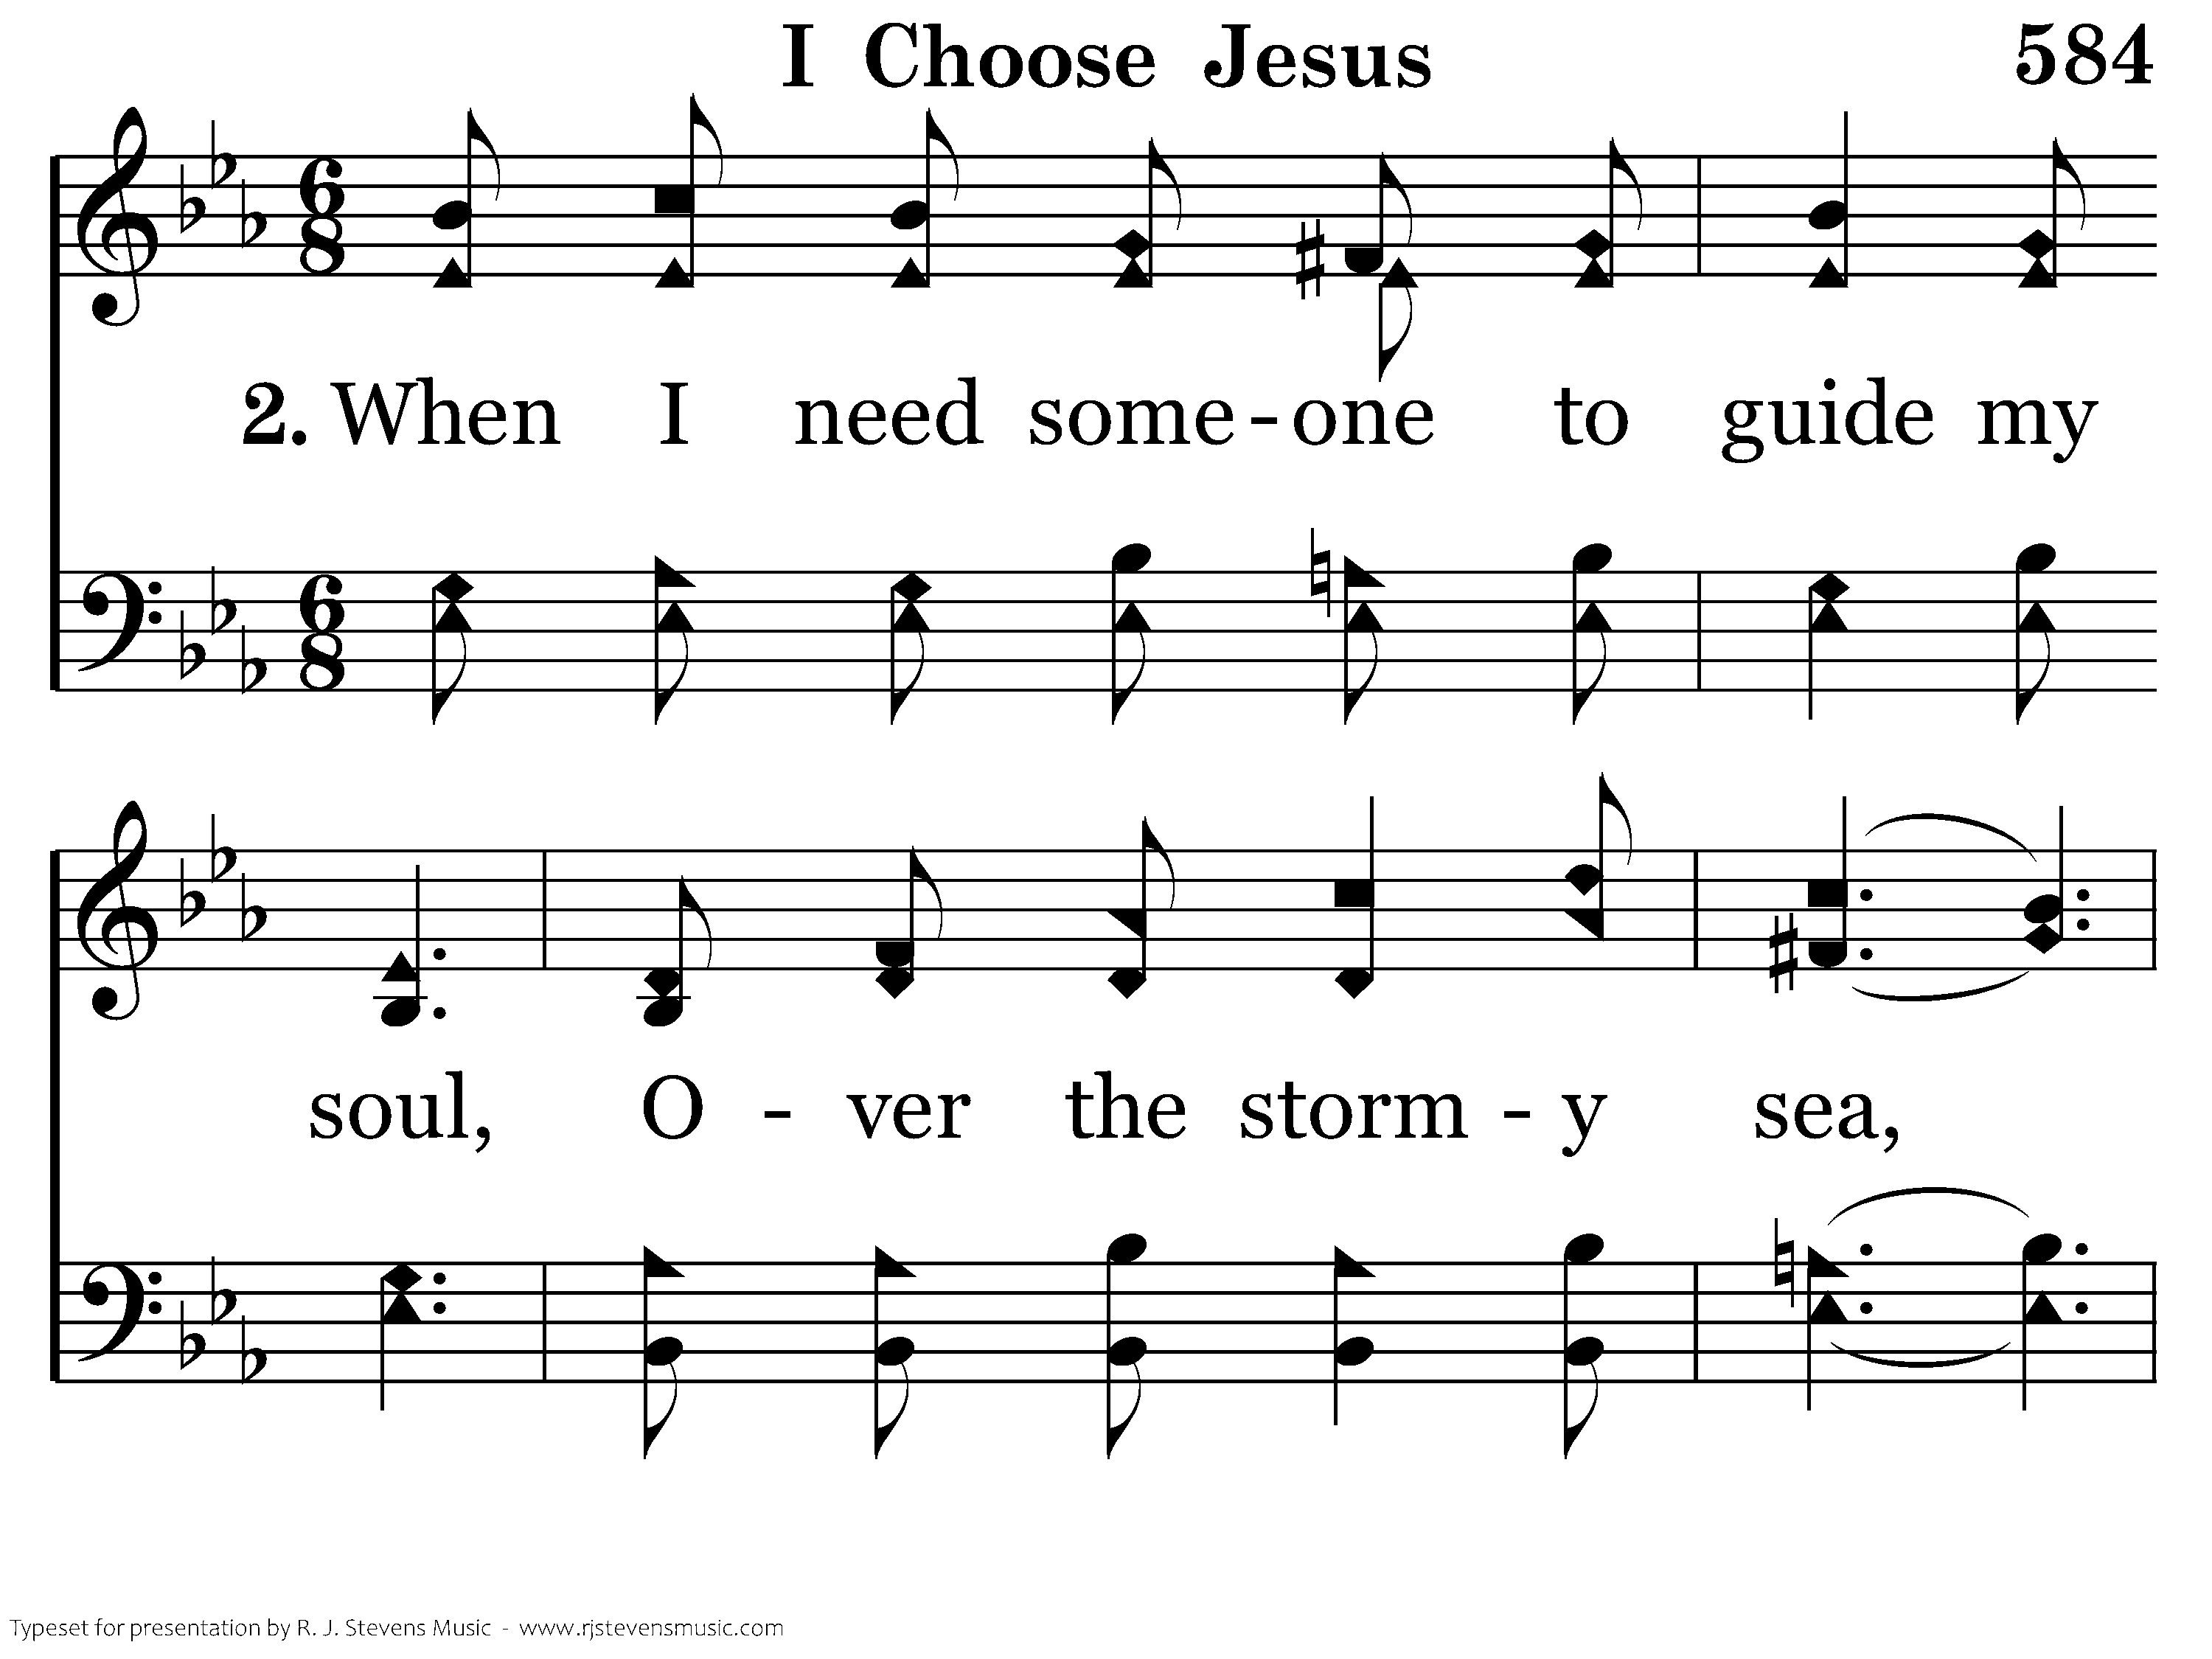 I Choose Jesus 584
2. When I need some - one to guide my
soul, O - ver the storm - y sea,
Typeset for presentation by R. J. Stevens Music - www.rjstevensmusic.com